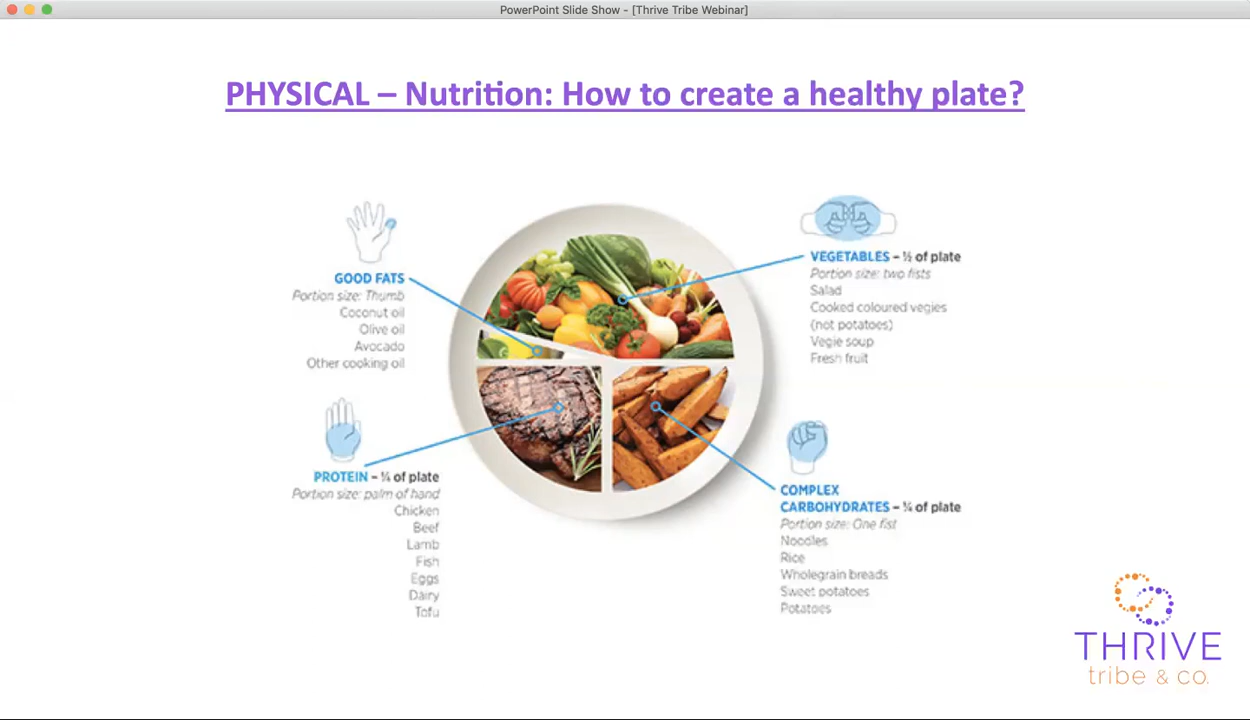 PowerPoint Slide Show - [Thrive Tribe Webinar]
PHYSICAL – Nutrition: How to create a healthy plate?
GOOD FATS
Portion size: Thumb
Coconut oil
Olive oil
Avocado
Other cooking oil
VEGETABLES – ½ of plate
Portion size: two fists
Salad
Cooked coloured vegies
(not potatoes)
Vegie soup
Fresh fruit
PROTEIN – ¼ of plate
Portion size: palm of hand
Chicken
Beef
Lamb
Fish
Eggs
Dairy
Tofu
COMPLEX
CARBOHYDRATES – ¼ of plate
Portion size: One fist
Noodles
Rice
Wholegrain breads
Sweet potatoes
Potatoes
THRIVE
tribe & co.